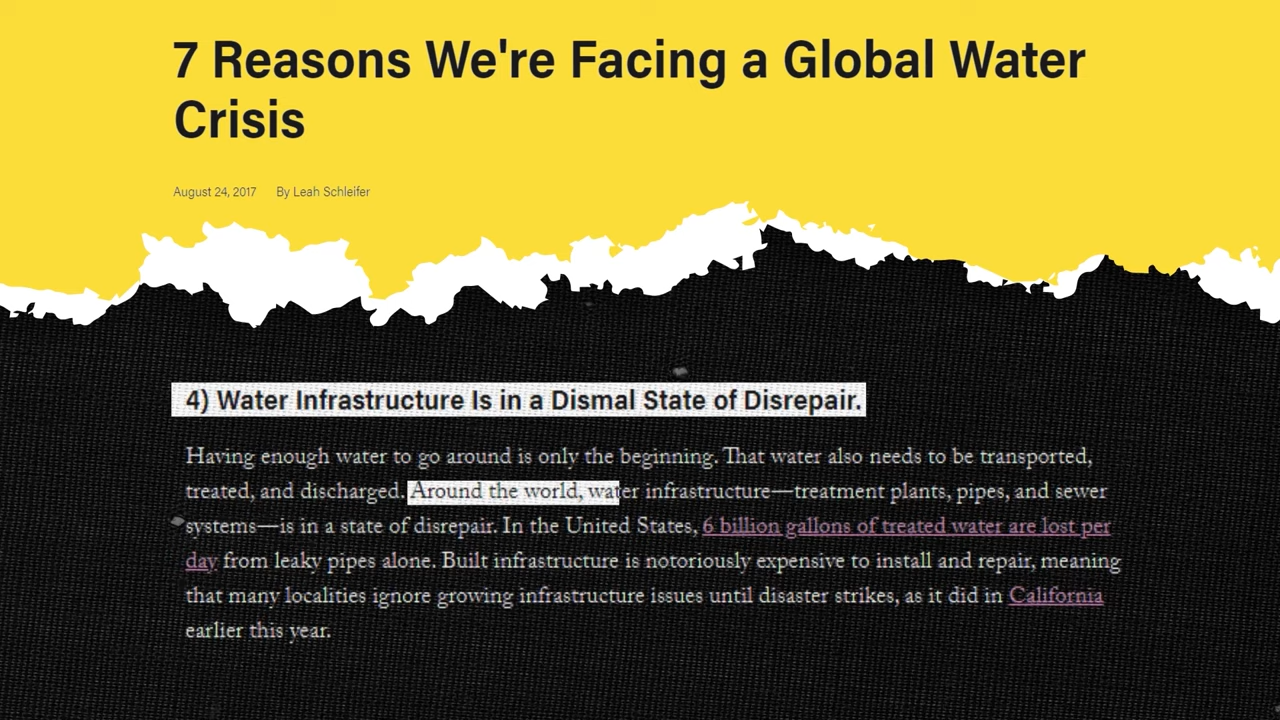 7 Reasons We're Facing a Global Water
Crisis
August 24, 2017 By Leah Schleifer
4) Water Infrastructure Is in a Dismal State of Disrepair.
Having enough water to go around is only the beginning. That water also needs to be transported,
treated, and discharged. Around the world, water infrastructure—treatment plants, pipes, and sewer
systems—is in a state of disrepair. In the United States, 6 billion gallons of treated water are lost per
day from leaky pipes alone. Built infrastructure is notoriously expensive to install and repair, meaning
that many localities ignore growing infrastructure issues until disaster strikes, as it did in California
earlier this year.